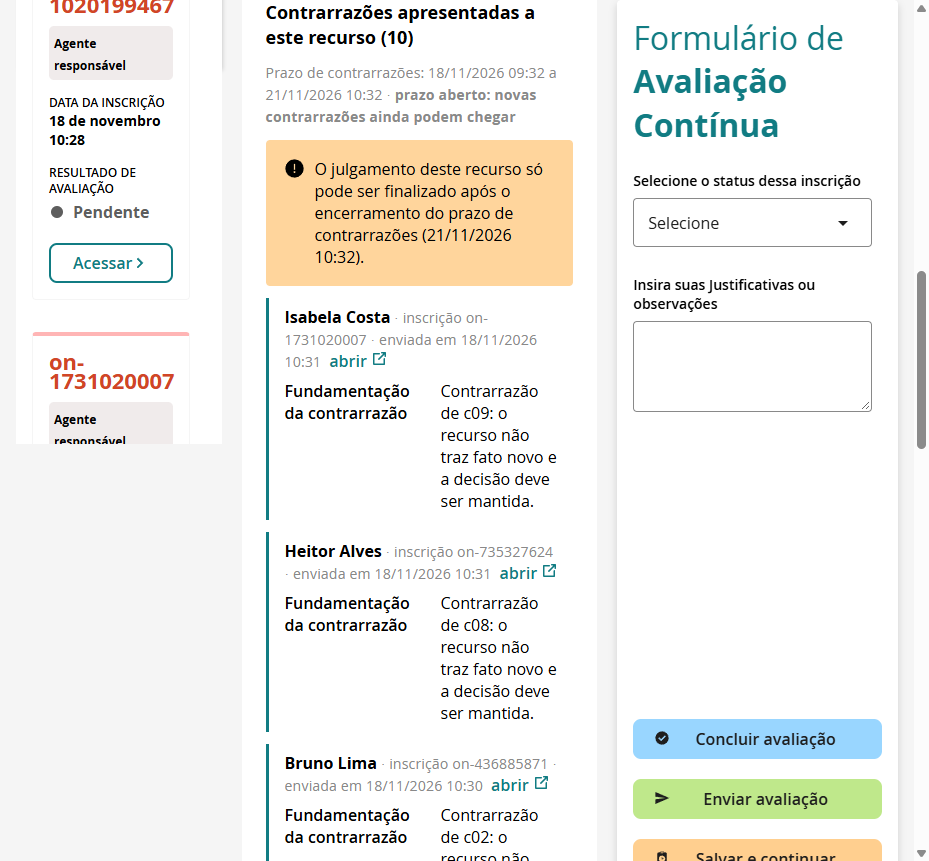 1020199467
Agente
responsável
DATA DA INSCRIÇÃO
18 de novembro
10:28
RESULTADO DE
AVALIAÇÃO
Pendente
Acessar
on-
1731020007
Agente
responsável
Contrarrazões apresentadas a
este recurso (10)
Prazo de contrarrazões: 18/11/2026 09:32 a
21/11/2026 10:32 · prazo aberto: novas
contrarrazões ainda podem chegar
O julgamento deste recurso só
pode ser finalizado após o
encerramento do prazo de
contrarrazões (21/11/2026
10:32).
Isabela Costa · inscrição on-
1731020007 · enviada em 18/11/2026
10:31 abrir
Fundamentação
da contrarrazão
Contrarrazão
de c09: o
recurso não
traz fato novo e
a decisão deve
ser mantida.
Heitor Alves · inscrição on-735327624
· enviada em 18/11/2026 10:31 abrir
Fundamentação
da contrarrazão
Contrarrazão
de c08: o
recurso não
traz fato novo e
a decisão deve
ser mantida.
Bruno Lima · inscrição on-436885871 ·
enviada em 18/11/2026 10:30 abrir
Fundamentação
da contrarrazão
Contrarrazão
de c02: o
recurso não
Formulário de
Avaliação
Contínua
Selecione o status dessa inscrição
Selecione
Insira suas Justificativas ou
observações
Concluir avaliação
Enviar avaliação
Salvar e continuar